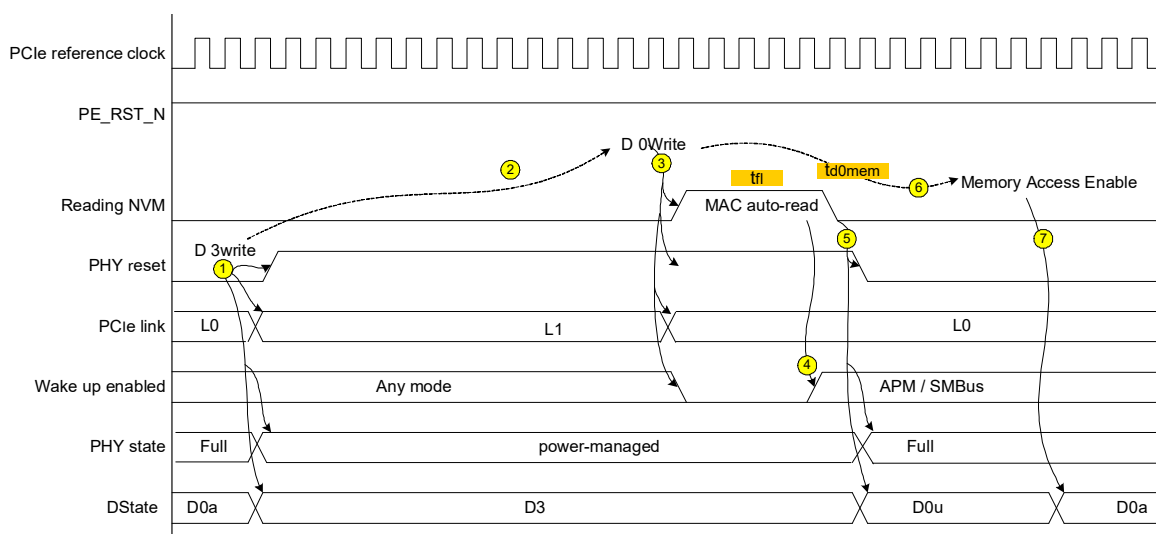 PCIe reference clock
PE_RST_N
D 0Write
2
3
tfl
td0mem
6
Memory Access Enable
Reading NVM
MAC auto-read
D 3write
5
7
1
PHY reset
PCIe link
L0
L1
L0
4
Wake up enabled
Any mode
APM / SMBus
PHY state
Full
power-managed
Full
DState
D0a
D3
D0u
D0a